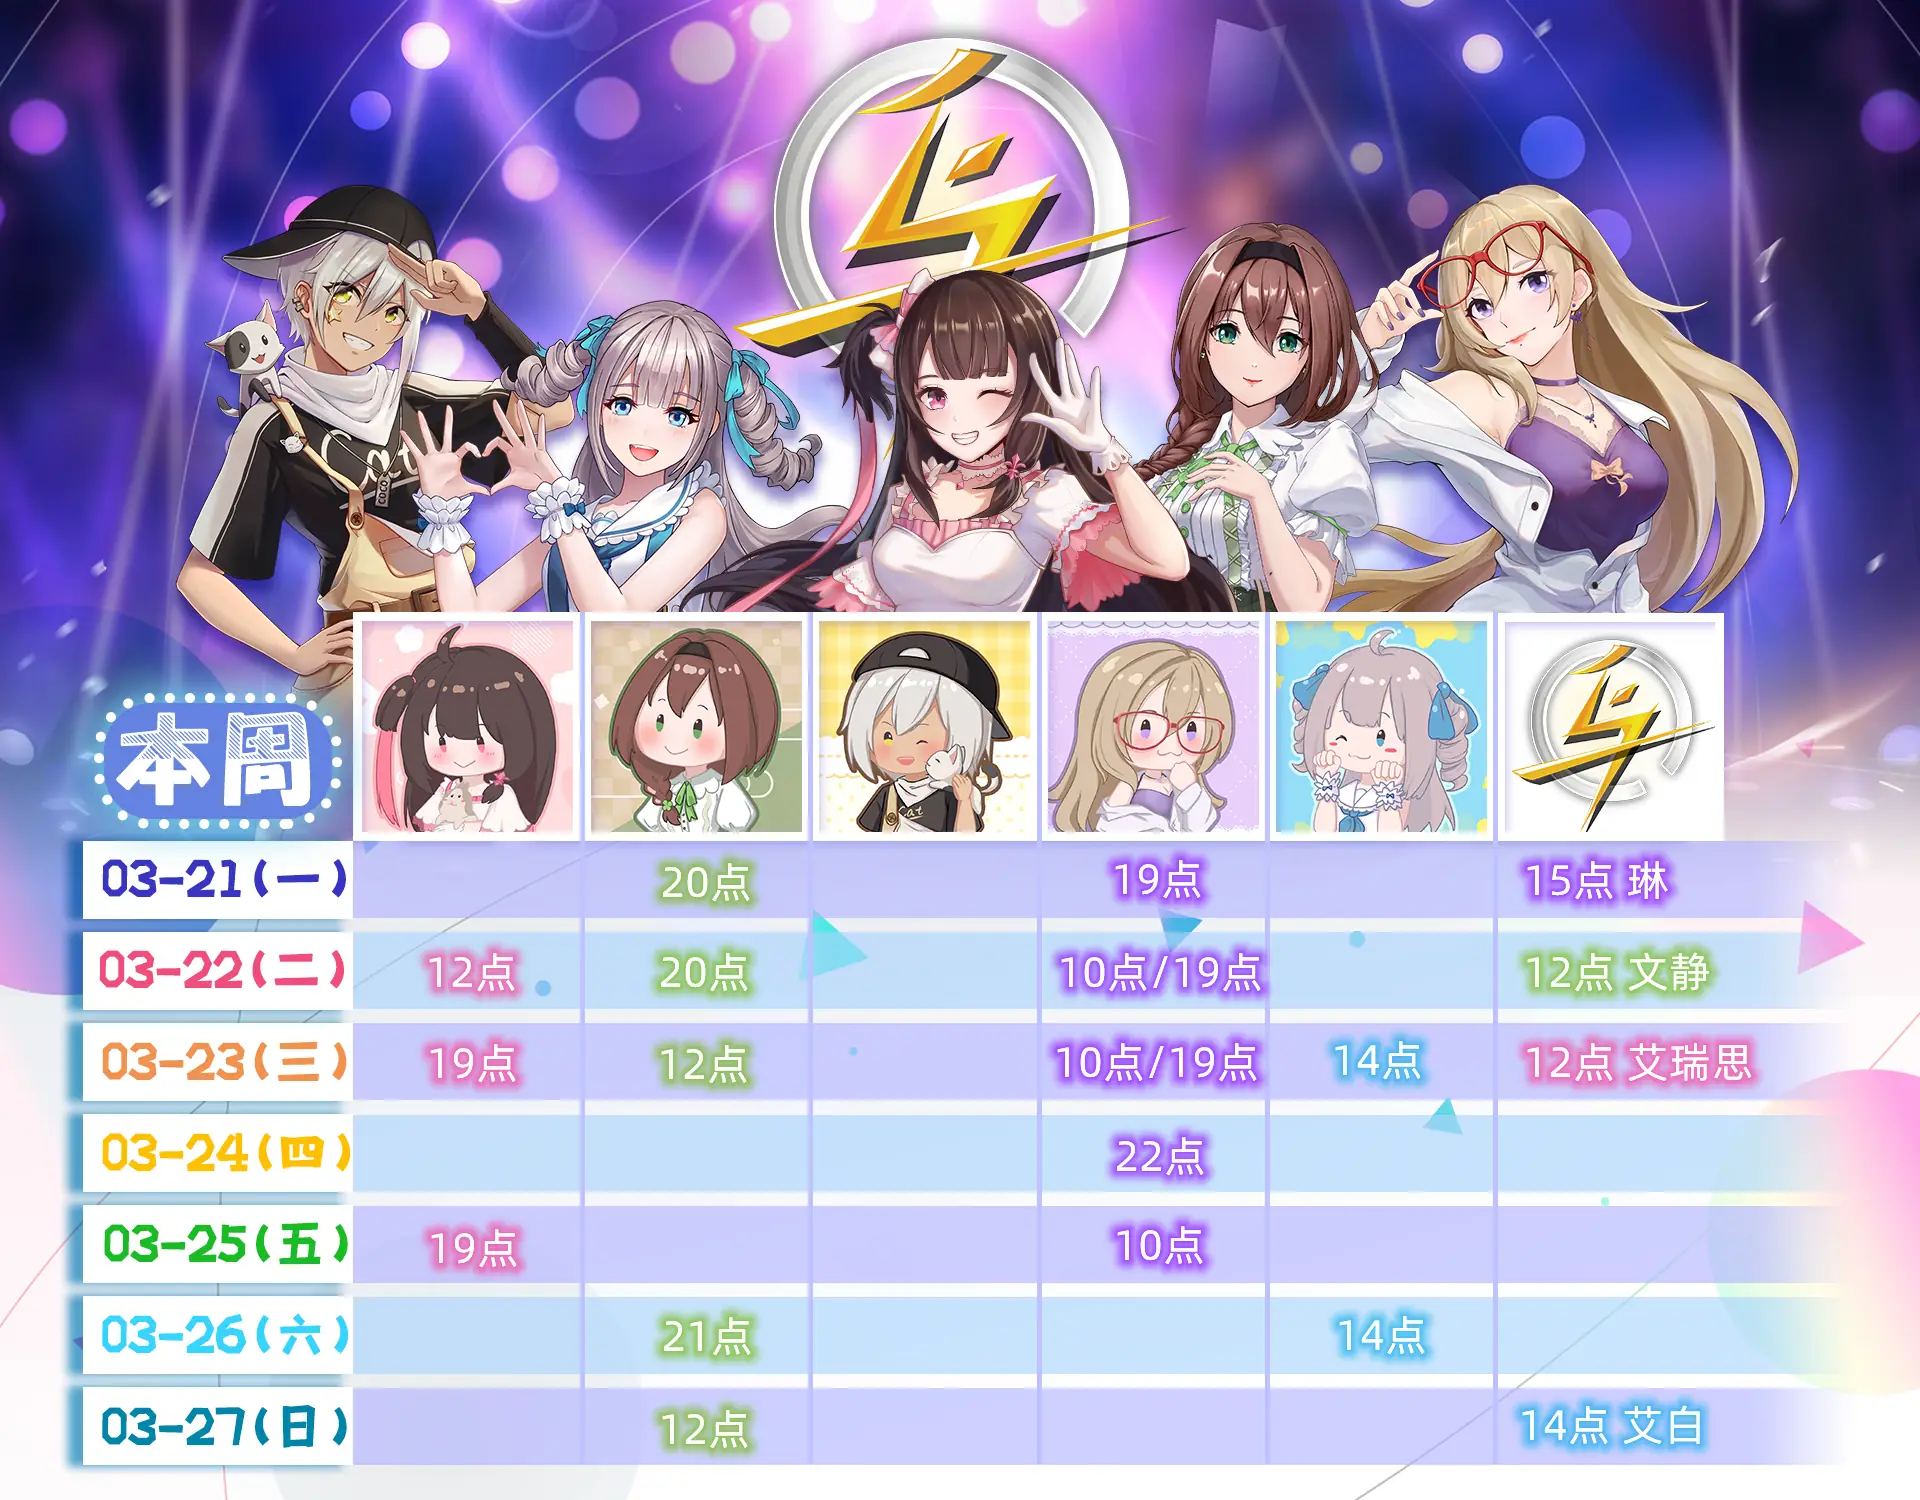 Cat
COCO
本周
Cat
03-21(一) 20点 19点 15点 琳
03-22(二) 12点 20点 10点/19点 12点 文静
03-23(三) 19点 12点 10点/19点 14点 12点 艾瑞思
03-24(四) 22点
03-25(五) 19点 10点
03-26(六) 21点 14点
03-27(日) 12点 14点 艾白